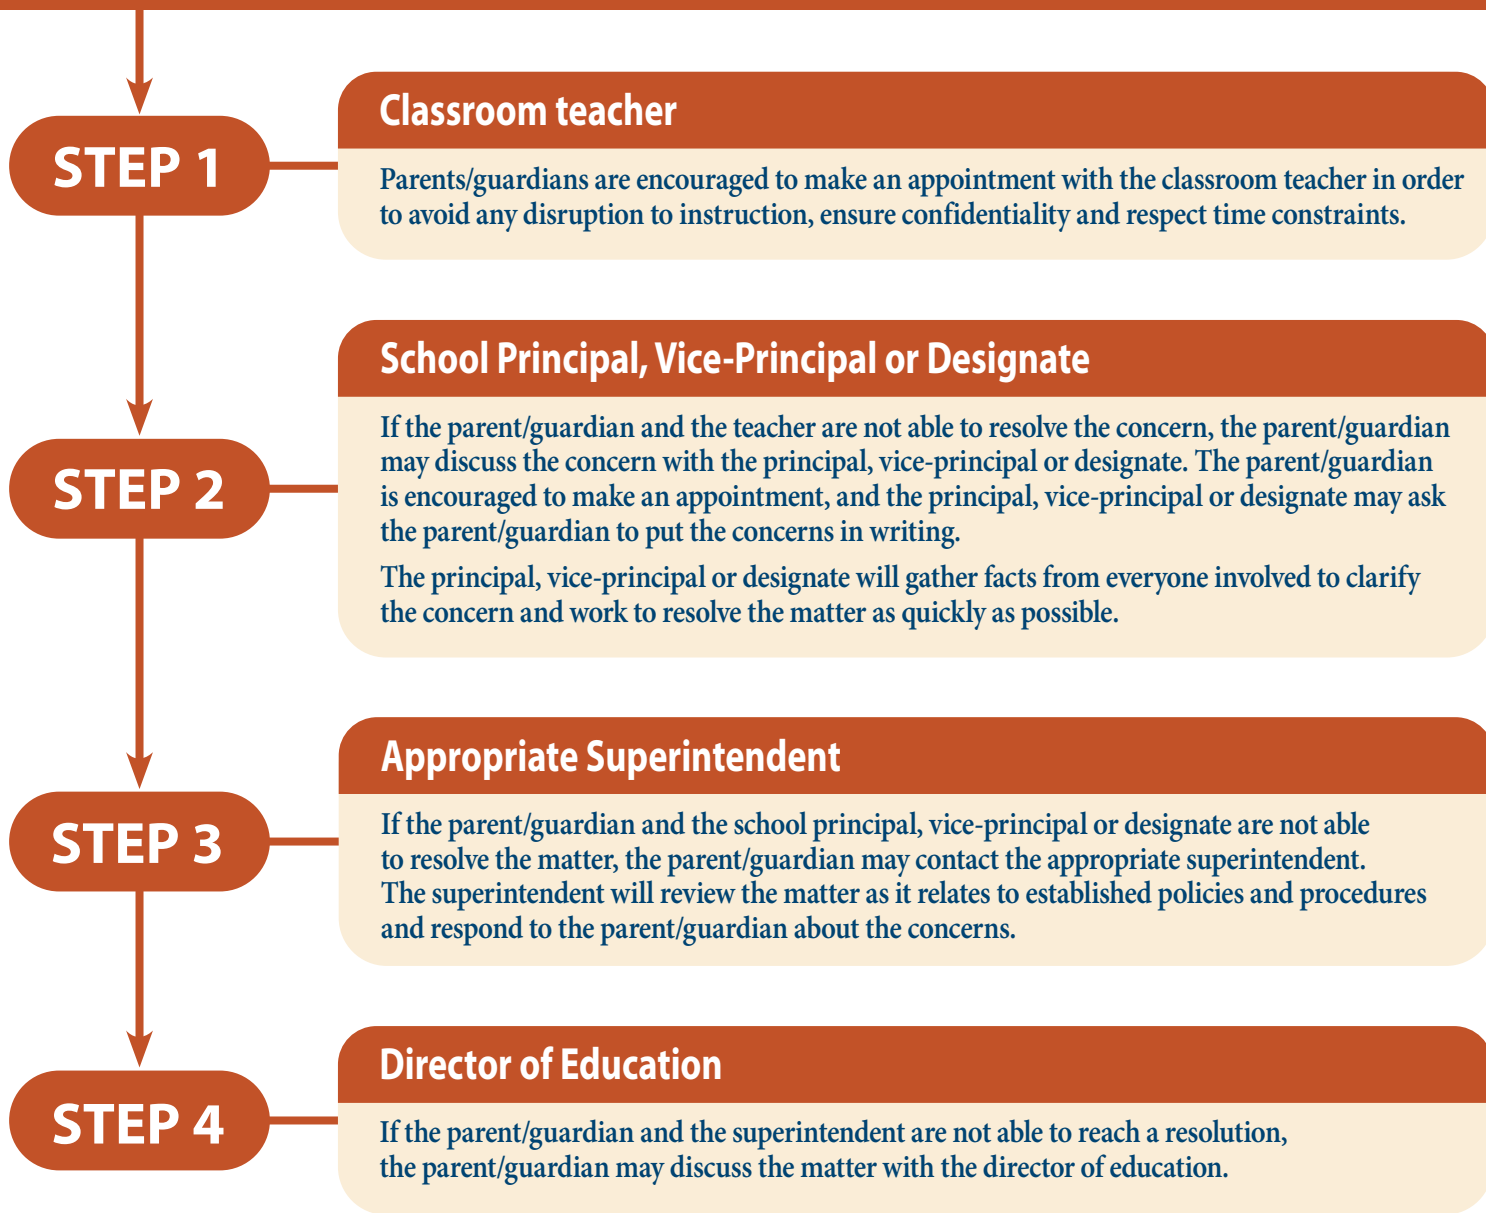 STEP 1
Classroom teacher
Parents/guardians are encouraged to make an appointment with the classroom teacher in order
to avoid any disruption to instruction, ensure confidentiality and respect time constraints.
STEP 2
School Principal, Vice-Principal or Designate
If the parent/guardian and the teacher are not able to resolve the concern, the parent/guardian
may discuss the concern with the principal, vice-principal or designate. The parent/guardian
is encouraged to make an appointment, and the principal, vice-principal or designate may ask
the parent/guardian to put the concerns in writing.
The principal, vice-principal or designate will gather facts from everyone involved to clarify
the concern and work to resolve the matter as quickly as possible.
STEP 3
Appropriate Superintendent
If the parent/guardian and the school principal, vice-principal or designate are not able
to resolve the matter, the parent/guardian may contact the appropriate superintendent.
The superintendent will review the matter as it relates to established policies and procedures
and respond to the parent/guardian about the concerns.
STEP 4
Director of Education
If the parent/guardian and the superintendent are not able to reach a resolution,
the parent/guardian may discuss the matter with the director of education.